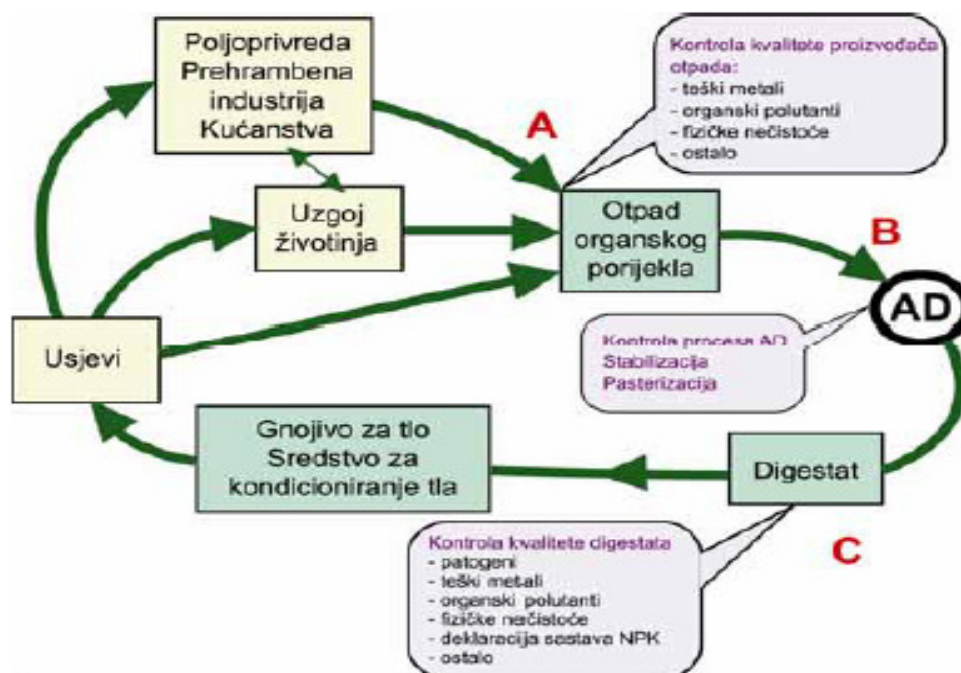 Poljoprivreda
Prehrambena
industrija
Kućanstva
A
Kontrola kvalitete proizvođača
otpada:
- teški metali
- organski polutanti
- fizičke nečistoće
- ostalo
Uzgoj
životinja
Otpad
organskog
porijekla
B
AD
Usjevi
Kontrola procesa AD
Stabilizacija
Pasterizacija
Gnojivo za tlo
Sredstvo za
kondicioniranje tla
Digestat
C
Kontrola kvalitete digestata
- patogeni
- teški metali
- organski polutanti
- fizičke nečistoće
- deklaracija sastava NPK
- ostalo